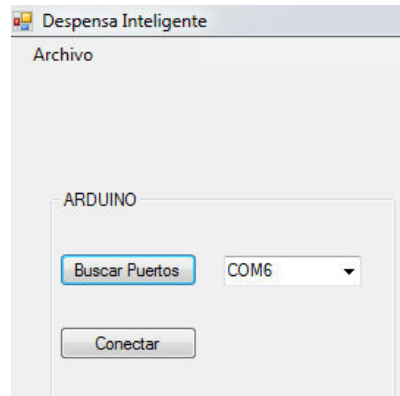 Despensa Inteligente
Archivo
ARDUINO
Buscar Puertos COM6
Conectar